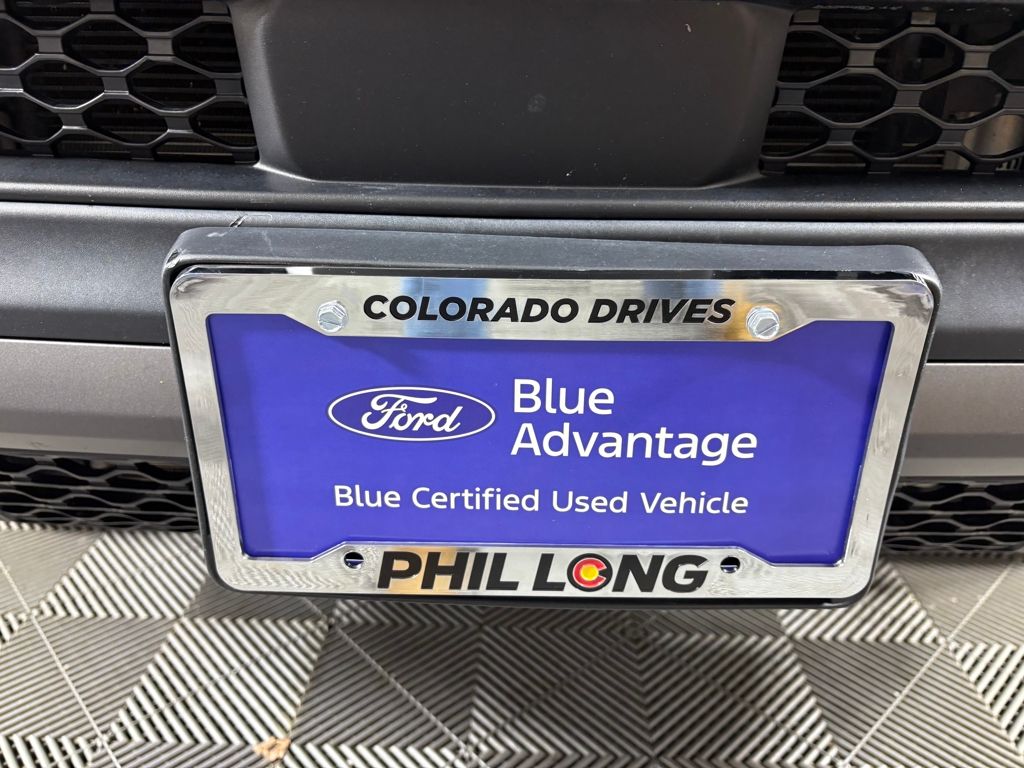 COLORADO DRIVES
Ford
Blue
Advantage
Blue Certified Used Vehicle
PHIL LONG